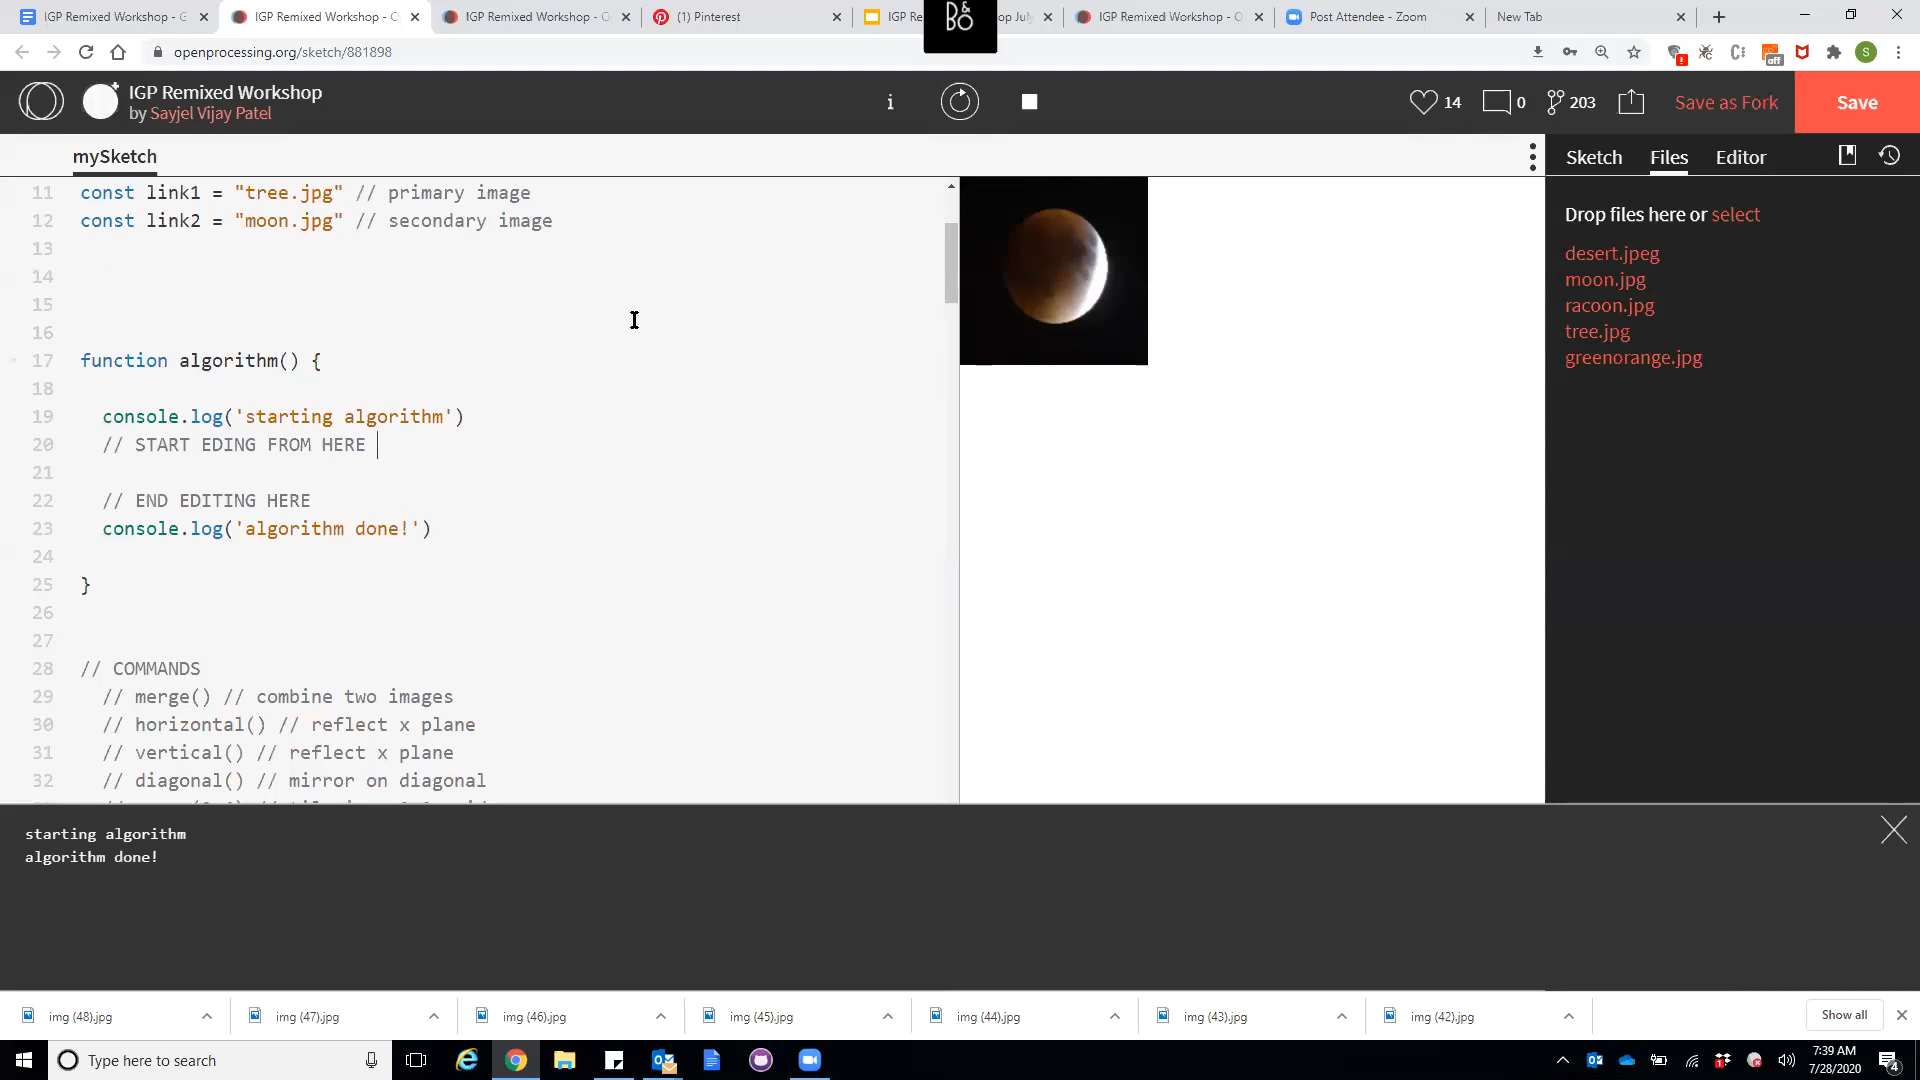 IGP Remixed Workshop - G
IGP Remixed Workshop - O
IGP Remixed Workshop - O
(1) Pinterest
IGP Re
op July
IGP Remixed Workshop - O
Post Attendee - Zoom
New Tab
B&O
openprocessing.org/sketch/881898
off
S
IGP Remixed Workshop
by Sayjel Vijay Patel
i
14
0
203
Save as Fork
Save
mySketch
Sketch
Files
Editor
11 const link1 = "tree.jpg" // primary image
12 const link2 = "moon.jpg" // secondary image
13
14
15
16
17 function algorithm() {
18
19 console.log('starting algorithm')
20 // START EDING FROM HERE
21
22 // END EDITING HERE
23 console.log('algorithm done!')
24
25 }
26
27
28 // COMMANDS
29 // merge() // combine two images
30 // horizontal() // reflect x plane
31 // vertical() // reflect x plane
32 // diagonal() // mirror on diagonal
Drop files here or select
desert.jpeg
moon.jpg
racoon.jpg
tree.jpg
greenorange.jpg
starting algorithm
algorithm done!
img (48).jpg
img (47).jpg
img (46).jpg
img (45).jpg
img (44).jpg
img (43).jpg
img (42).jpg
Show all
Type here to search
7:39 AM
7/28/2020
4